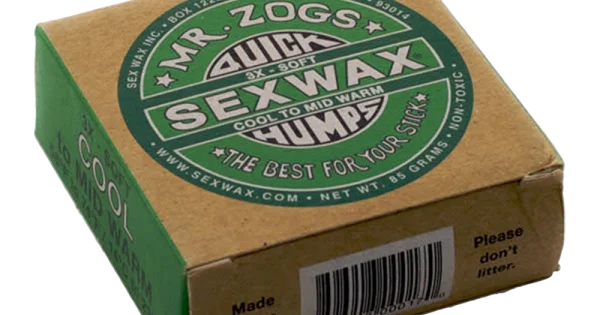 SEX WAX INC. • BOX 122
93014
MR. ZOGS
QUICK
3X - SOFT
SEXWAX
COOL TO MID WARM
HUMPS
THE BEST FOR YOUR STICK
• WWW.SEXWAX.COM • NET WT. 85 GRAMS • NON-TOXIC •
3X - SOFT
COOL
to MID WARM
Made
Please
don't
litter.